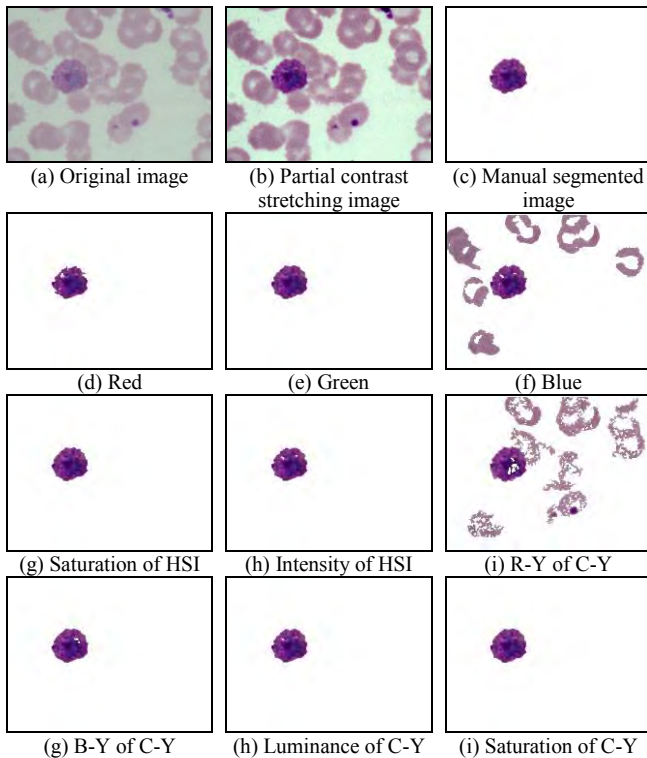 (a) Original image
(b) Partial contrast
stretching image
(c) Manual segmented
image
(d) Red
(e) Green
(f) Blue
(g) Saturation of HSI
(h) Intensity of HSI
(i) R-Y of C-Y
(g) B-Y of C-Y
(h) Luminance of C-Y
(i) Saturation of C-Y